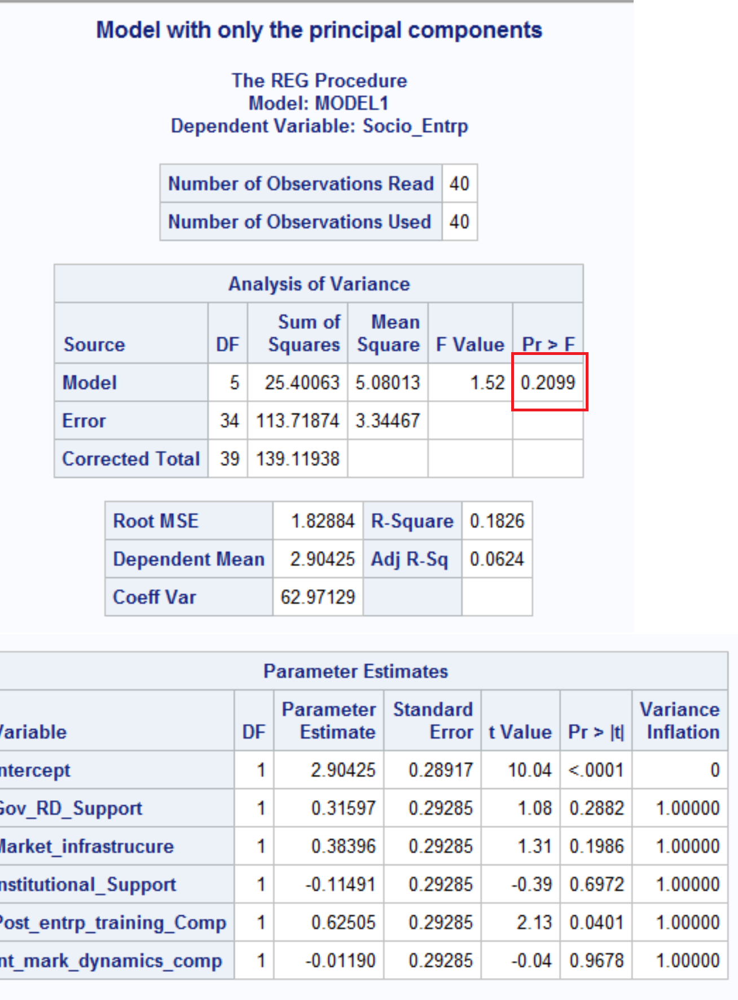 Model with only the principal components
The REG Procedure
Model: MODEL1
Dependent Variable: Socio_Entrp
Number of Observations Read 40
Number of Observations Used 40
Analysis of Variance
Source DF Sum of Squares Mean Square F Value Pr > F
Model 5 25.40063 5.08013 1.52 0.2099
Error 34 113.71874 3.34467
Corrected Total 39 139.11938
Root MSE 1.82884 R-Square 0.1826
Dependent Mean 2.90425 Adj R-Sq 0.0624
Coeff Var 62.97129
Parameter Estimates
Variable DF Parameter Estimate Standard Error t Value Pr > |t| Variance Inflation
ntercept 1 2.90425 0.28917 10.04 <.0001 0
Gov_RD_Support 1 0.31597 0.29285 1.08 0.2882 1.00000
Market_infrastrucure 1 0.38396 0.29285 1.31 0.1986 1.00000
nstitutional_Support 1 -0.11491 0.29285 -0.39 0.6972 1.00000
Post_entrp_training_Comp 1 0.62505 0.29285 2.13 0.0401 1.00000
nt_mark_dynamics_comp 1 -0.01190 0.29285 -0.04 0.9678 1.00000